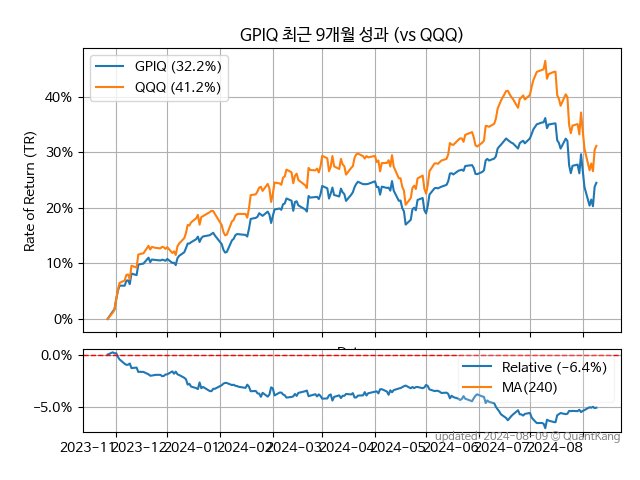 GPIQ 최근 9개월 성과 (vs QQQ)
GPIQ (32.2%)
QQQ (41.2%)
Rate of Return (TR)
40%
30%
20%
10%
0%
0.0%
−5.0%
Relative (−6.4%)
MA(240)
updated: 2024-08-09 © QuantKang
2023−11
2023−12
2024−01
2024−02
2024−03
2024−04
2024−05
2024−06
2024−07
2024−08